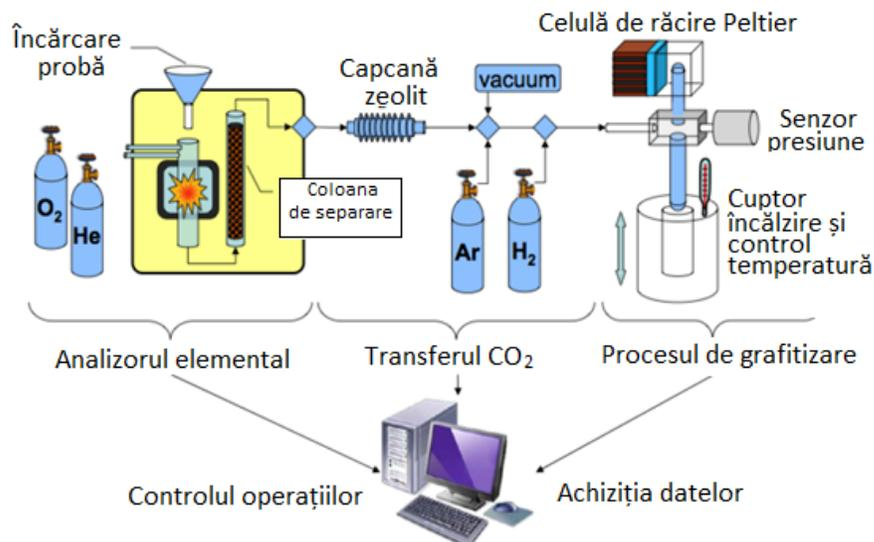 Încărcare
probă
O₂
He
Coloana
de separare
Capcană
zeolit
vacuum
Ar
H₂
Celulă de răcire Peltier
Senzor
presiune
Cuptor
încălzire și
control
temperatură
Analizorul elemental
Transferul CO₂
Procesul de grafitizare
Controlul operațiilor
Achiziția datelor